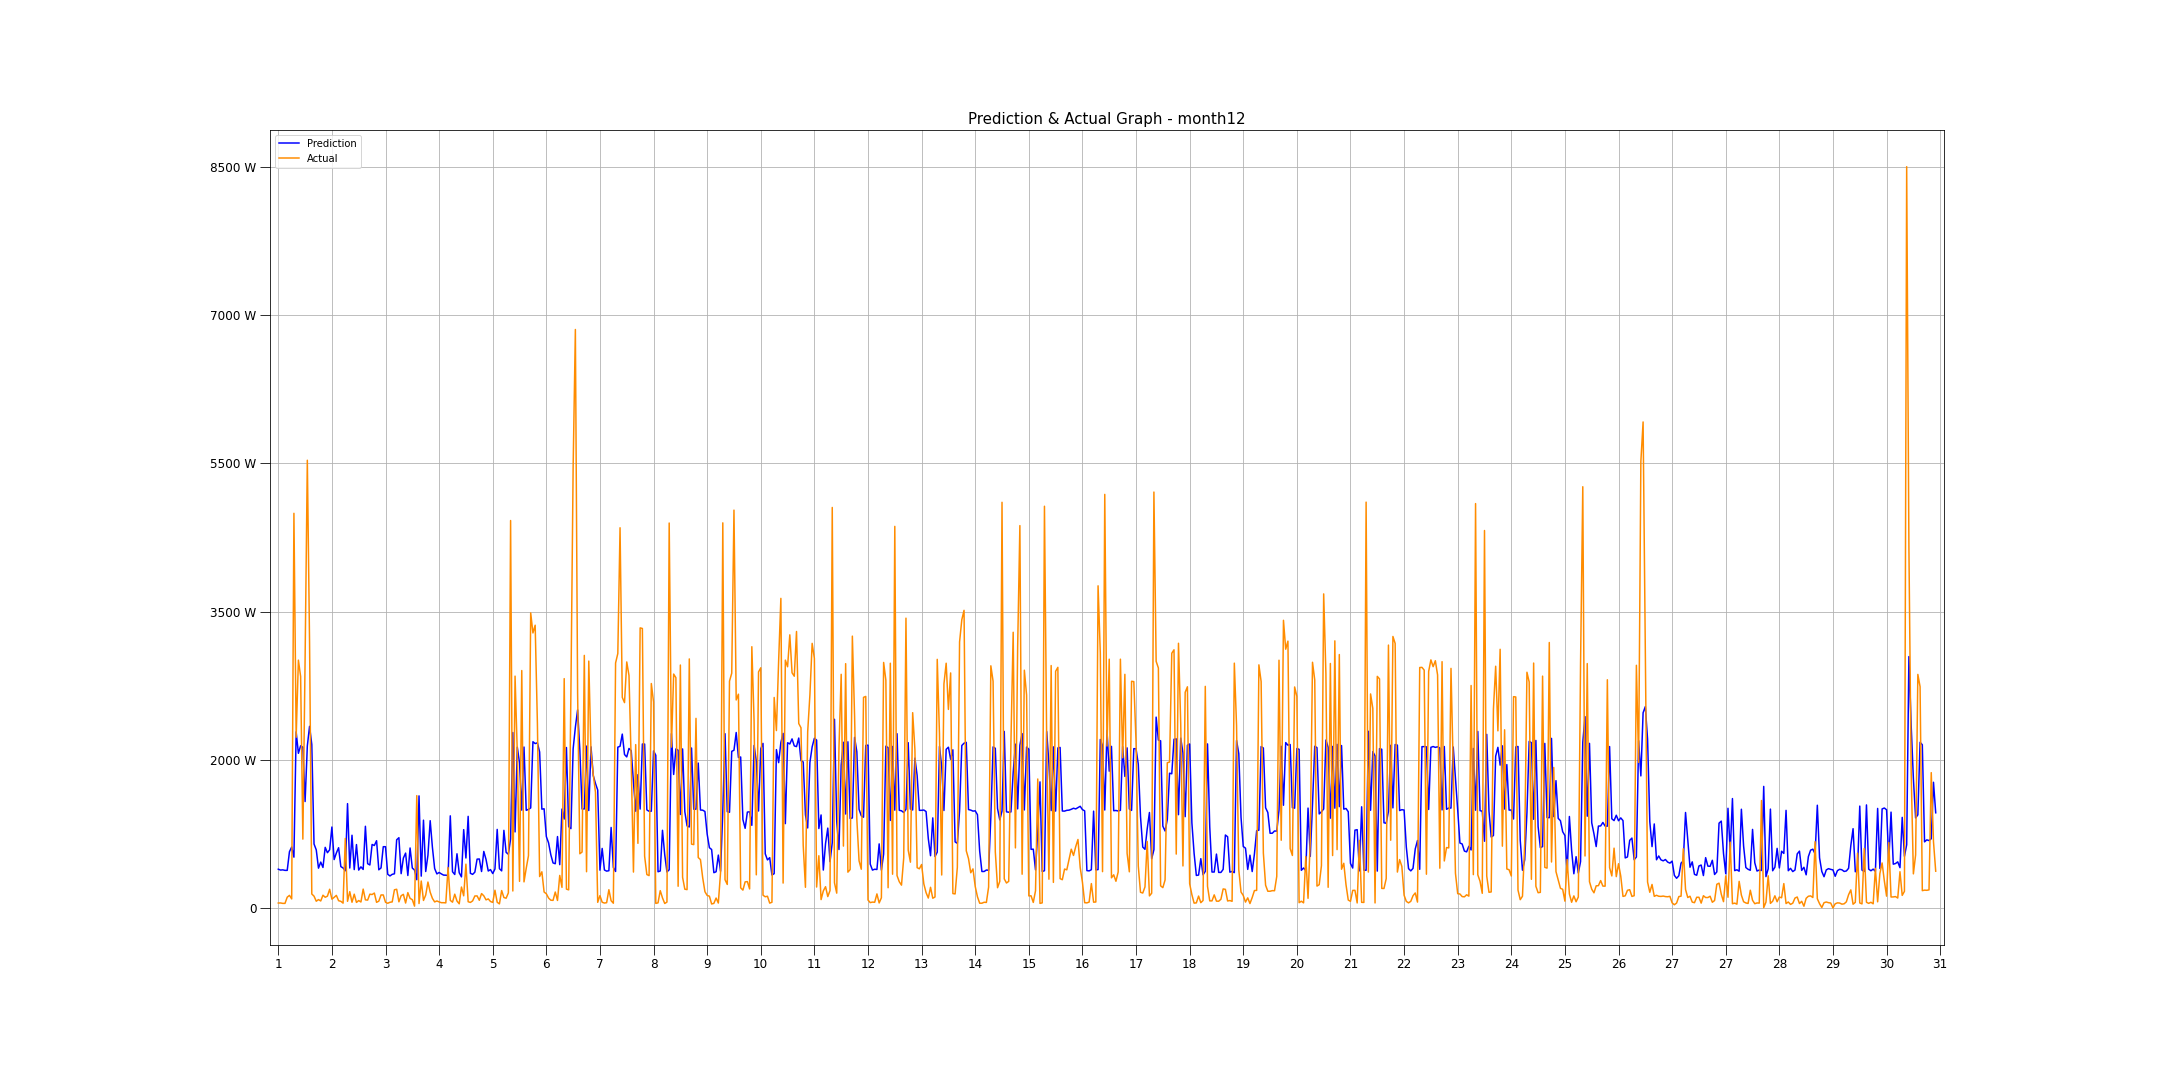 Prediction & Actual Graph - month12
Prediction
Actual
8500 W
7000 W
5500 W
3500 W
2000 W
0
1 2 3 4 5 6 7 8 9 10 11 12 13 14 15 16 17 18 19 20 21 22 23 24 25 26 27 27 28 29 30 31